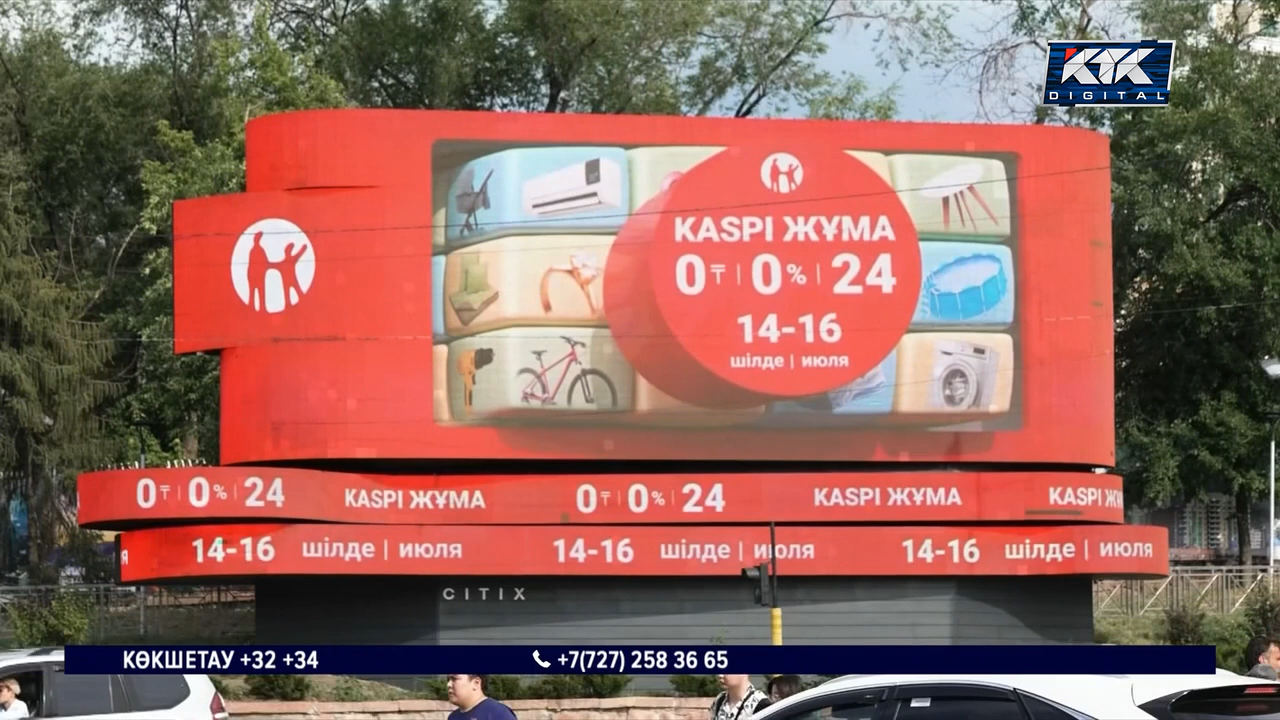 КТК
DIGITAL
KASPI ЖҰМА
0₸ | 0% | 24
14-16
шілде | июля
0₸ | 0% | 24 KASPI ЖҰМА 0₸ | 0% | 24 KASPI ЖҰМА KASPI ЖҰ
я 14-16 шілде | июля 14-16 шілде | июля 14-16 шілде | июля
CITIX
КӨКШЕТАУ +32 +34 +7(727) 258 36 65